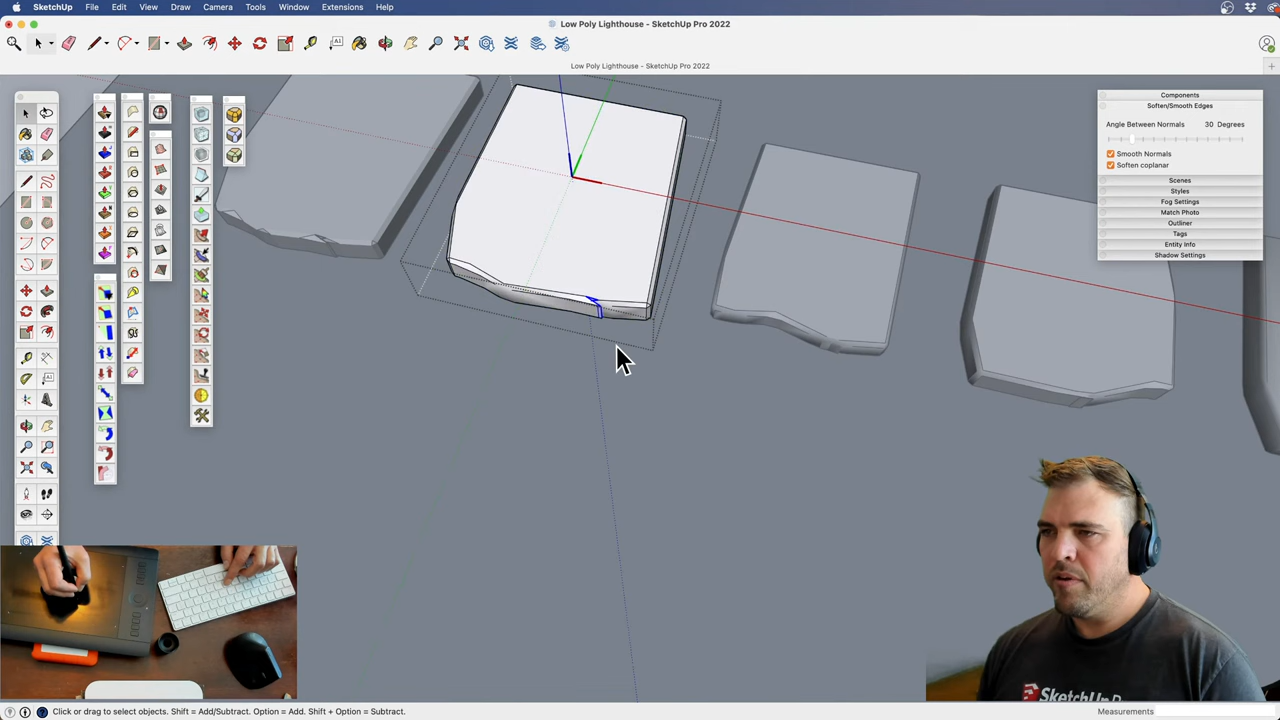 SketchUp File Edit View Draw Camera Tools Window Extensions Help
Low Poly Lighthouse - SketchUp Pro 2022
Low Poly Lighthouse - SketchUp Pro 2022
Components
Soften/Smooth Edges
Angle Between Normals 30 Degrees
Smooth Normals
Soften coplanar
Scenes
Styles
Fog Settings
Match Photo
Outliner
Tags
Entity Info
Shadow Settings
Click or drag to select objects. Shift = Add/Subtract. Option = Add. Shift + Option = Subtract.
Measurements